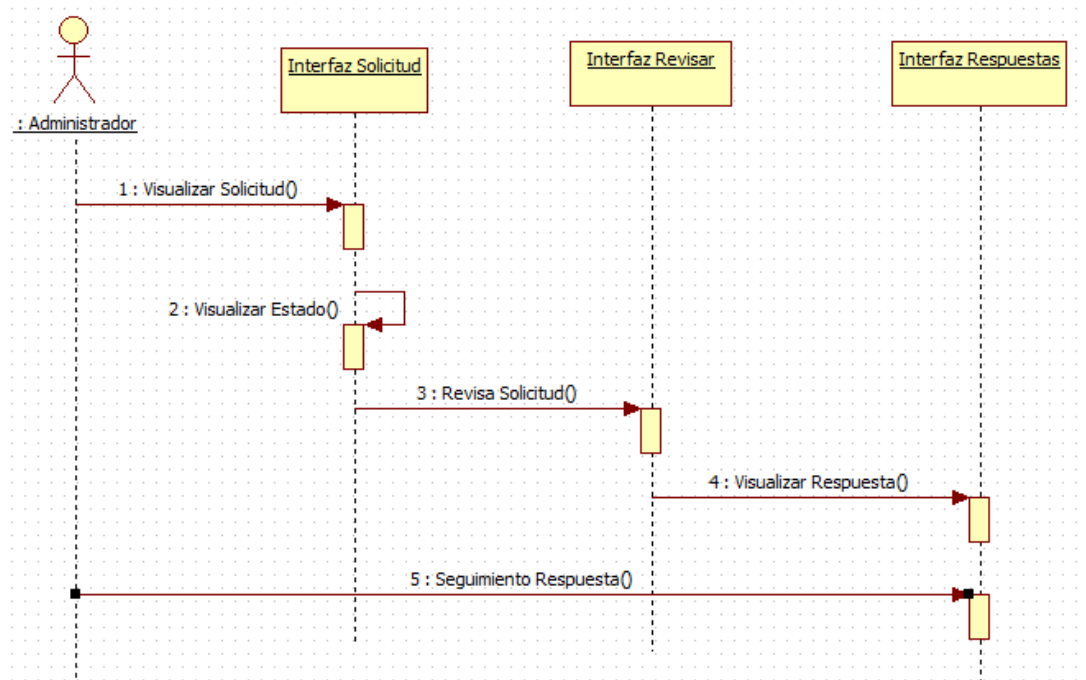 Interfaz Solicitud
Interfaz Revisar
Interfaz Respuestas
: Administrador
1 : Visualizar Solicitud()
2 : Visualizar Estado()
3 : Revisa Solicitud()
4 : Visualizar Respuesta()
5 : Seguimiento Respuesta()